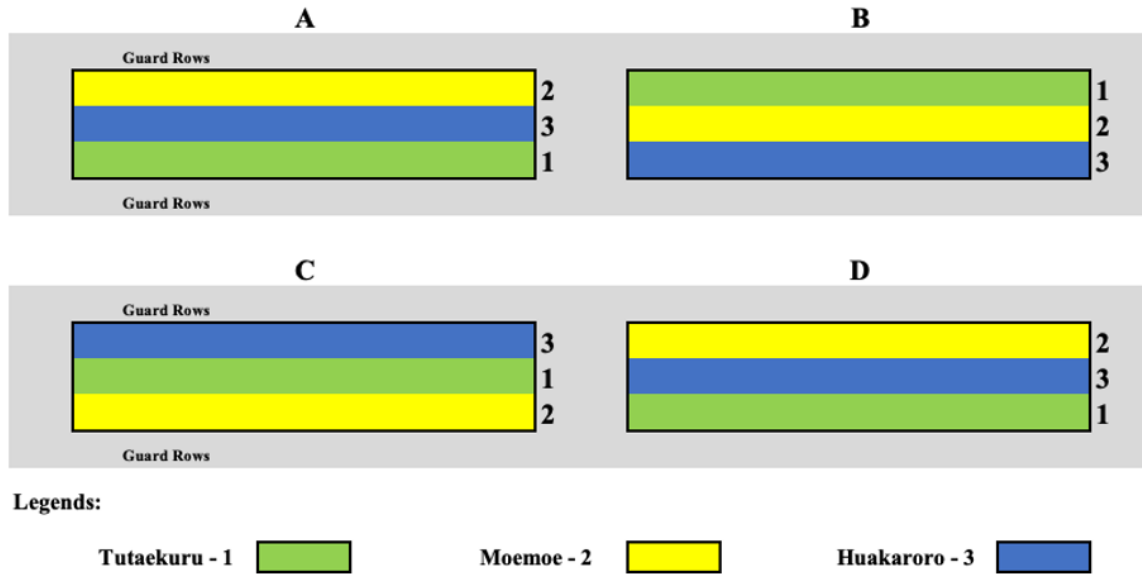 A B
Guard Rows
2 1
3 2
1 3
Guard Rows
C D
Guard Rows
3 2
1 3
2 1
Guard Rows
Legends:
Tutaekuru - 1 Moemoe - 2 Huakaroro - 3